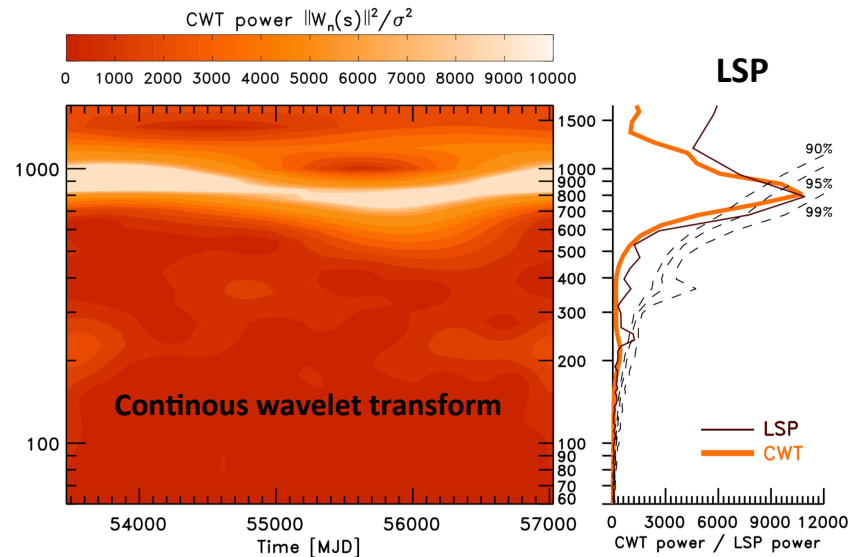 CWT power ||W_n(s)||²/σ²
0 1000 2000 3000 4000 5000 6000 7000 8000 9000 10000
LSP
1000
100
1500
1000
900
800
700
600
500
400
300
200
100
90
80
70
60
90%
95%
99%
Continous wavelet transform
LSP
CWT
54000 55000 56000 57000
Time [MJD]
0 3000 6000 9000 12000
CWT power / LSP power